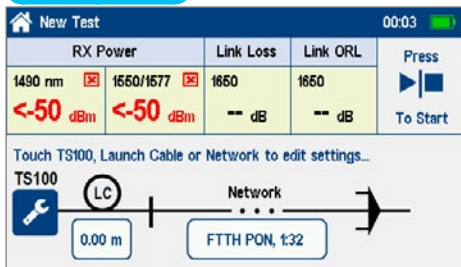 New Test 00:03
RX Power Link Loss Link ORL Press
1490 nm 1550/1577 1650 1650
<-50 dBm <-50 dBm -- dB -- dB To Start
Touch TS100, Launch Cable or Network to edit settings...
TS100
LC Network
0.00 m FTTH PON, 1:32